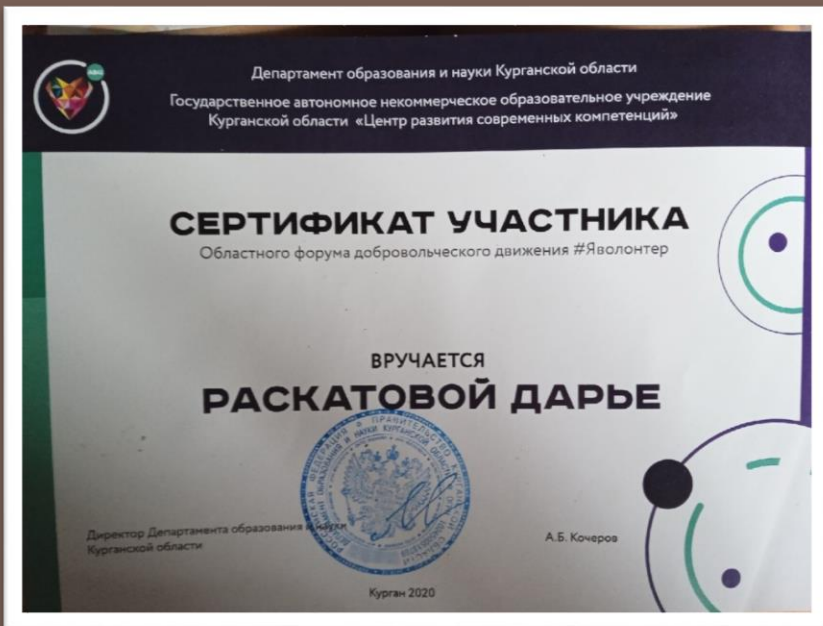 Департамент образования и науки Курганской области
Государственное автономное некоммерческое образовательное учреждение
Курганской области «Центр развития современных компетенций»
СЕРТИФИКАТ УЧАСТНИКА
Областного форума добровольческого движения #Яволонтер
ВРУЧАЕТСЯ
РАСКАТОВОЙ ДАРЬЕ
Директор Департамента образования и науки
Курганской области
А.Б. Кочеров
Курган 2020